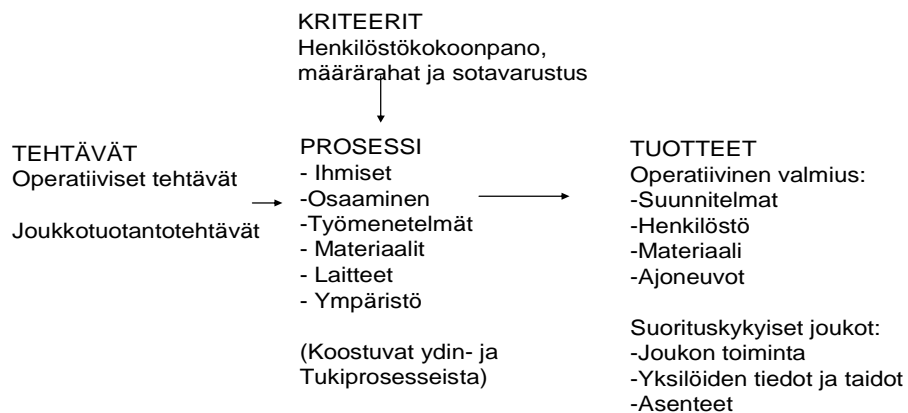 KRITEERIT
Henkilöstökokoonpano,
määrärahat ja sotavarustus
TEHTÄVÄT
Operatiiviset tehtävät
Joukkotuotantotehtävät
PROSESSI
- Ihmiset
-Osaaminen
-Työmenetelmät
- Materiaalit
- Laitteet
- Ympäristö
(Koostuvat ydin- ja
Tukiprosesseista)
TUOTTEET
Operatiivinen valmius:
-Suunnitelmat
-Henkilöstö
-Materiaali
-Ajoneuvot
Suorituskykyiset joukot:
-Joukon toiminta
-Yksilöiden tiedot ja taidot
-Asenteet